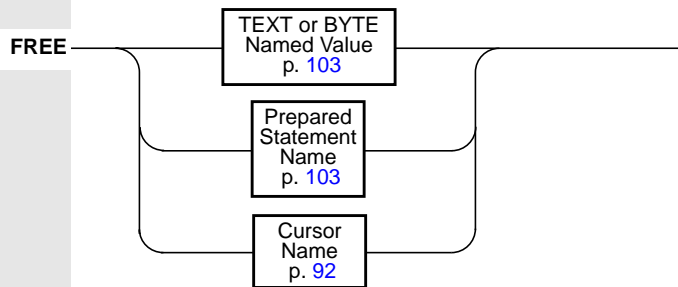 FREE
TEXT or BYTE
Named Value
p. 103
Prepared
Statement
Name
p. 103
Cursor
Name
p. 92